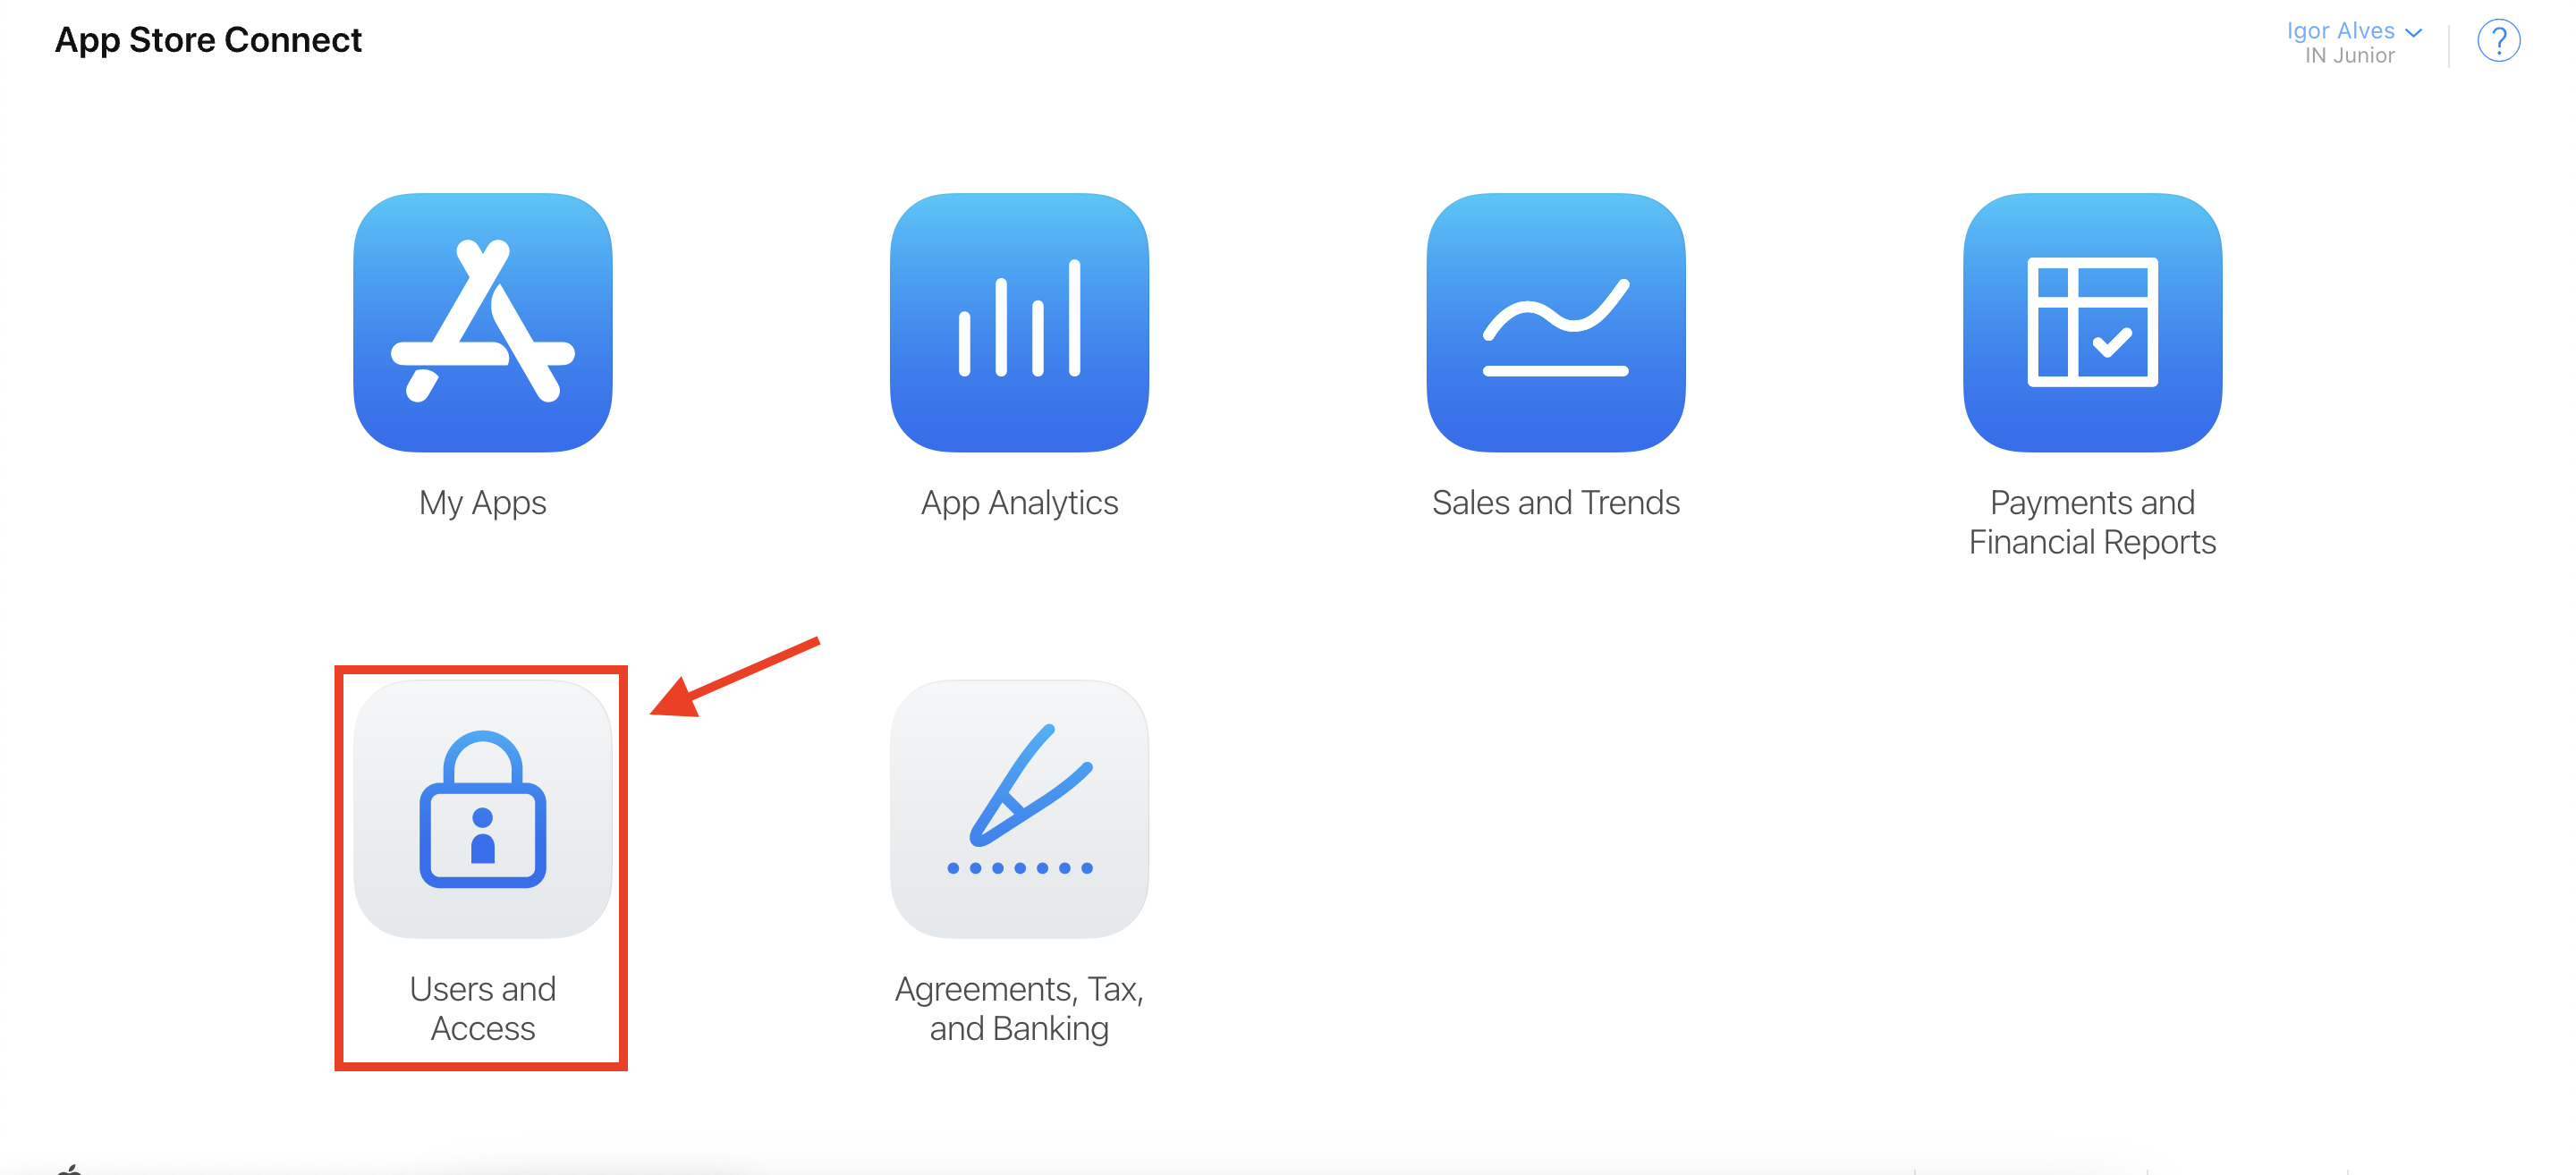 App Store Connect
Igor Alves
IN Junior
?
My Apps
App Analytics
Sales and Trends
Payments and
Financial Reports
Users and
Access
Agreements, Tax,
and Banking